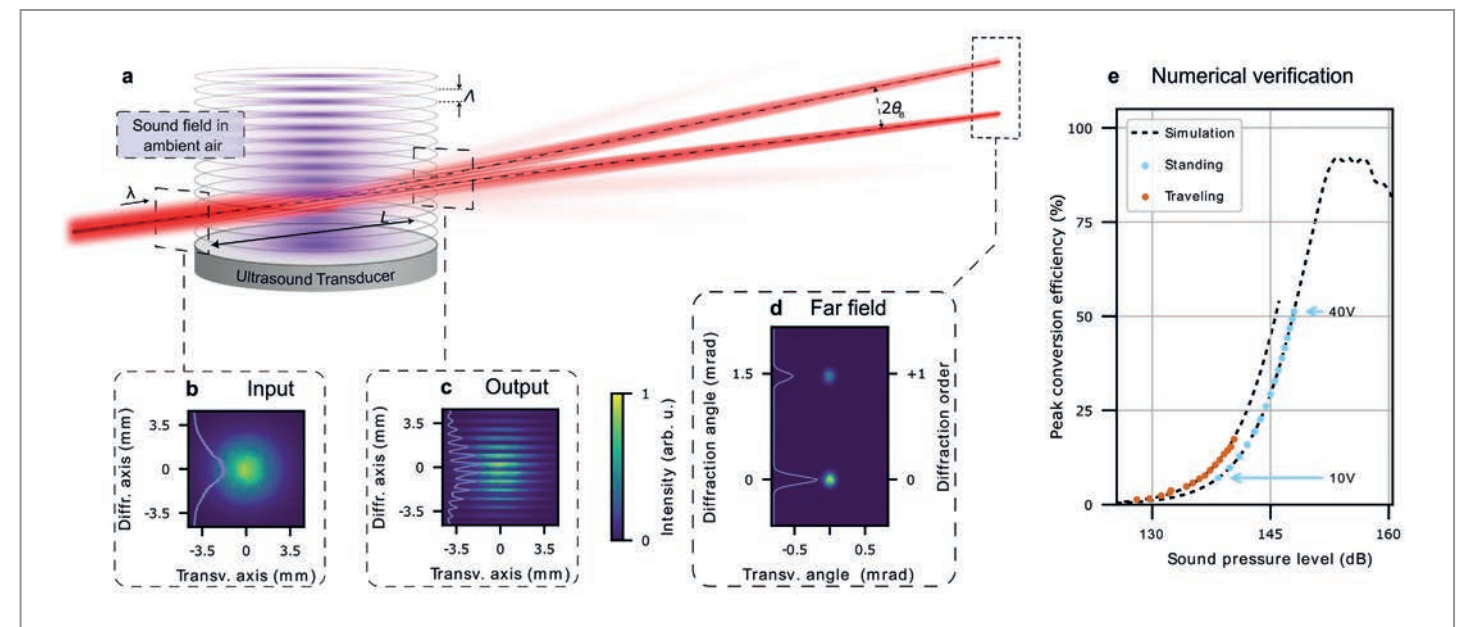 a
Sound field in
ambient air
λ
L
Λ
2θB
Ultrasound Transducer
b Input
Diffr. axis (mm)
3.5
0
-3.5
-3.5 0 3.5
Transv. axis (mm)
c Output
Diffr. axis (mm)
3.5
0
-3.5
-3.5 0 3.5
Transv. axis (mm)
1
0
Intensity (arb. u.)
d Far field
Diffraction angle (mrad)
1.5
0
+1
0
Diffraction order
-0.5 0.5
Transv. angle (mrad)
e Numerical verification
Peak conversion efficiency (%)
100
75
50
25
0
Simulation
Standing
Traveling
40V
10V
130 145 160
Sound pressure level (dB)